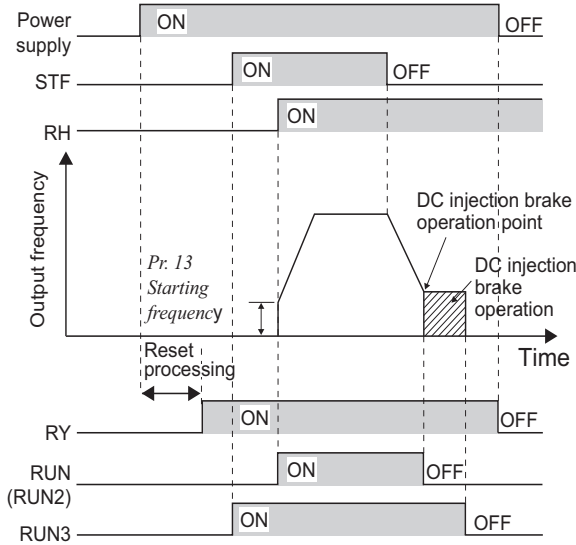 Power
supply
ON
OFF
STF
ON
OFF
RH
ON
Output frequency
DC injection brake
operation point
DC injection
brake
operation
Pr. 13
Starting
frequency
Time
Reset
processing
RY
ON
OFF
RUN
(RUN2)
ON
OFF
RUN3
ON
OFF